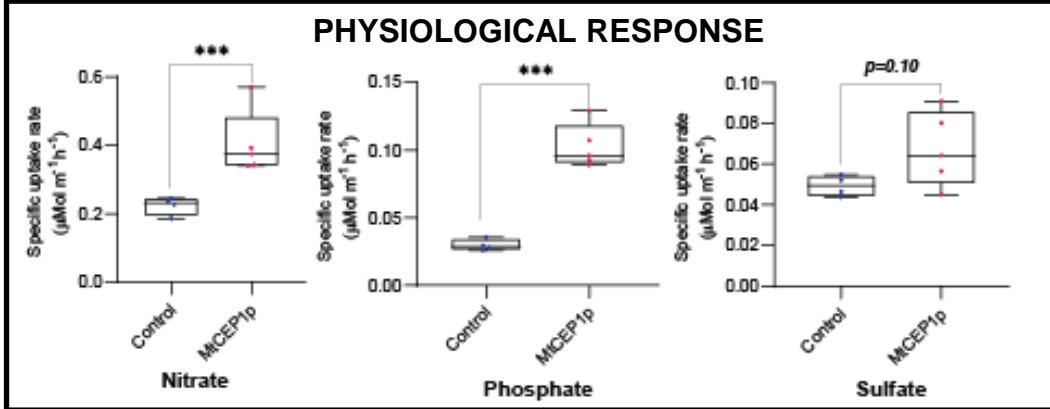 PHYSIOLOGICAL RESPONSE
***
0.6
0.4
0.2
0.0
Specific uptake rate
(µMol m⁻¹ h⁻¹)
Control
MtCEP1p
Nitrate
***
0.15
0.10
0.05
0.00
Specific uptake rate
(µMol m⁻¹ h⁻¹)
Control
MtCEP1p
Phosphate
p=0.10
0.10
0.08
0.06
0.04
0.02
0.00
Specific uptake rate
(µMol m⁻¹ h⁻¹)
Control
MtCEP1p
Sulfate